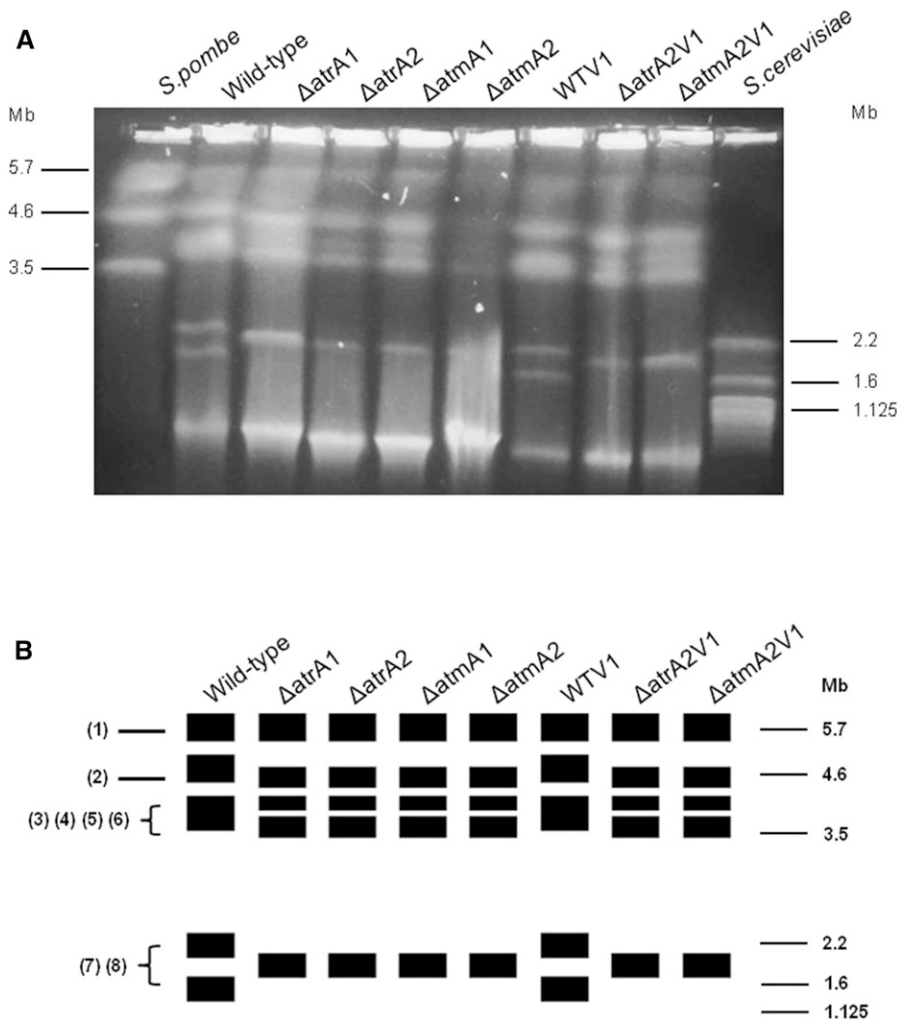 A
S.pombe Wild-type ΔatrA1 ΔatrA2 ΔatmA1 ΔatmA2 WTV1 ΔatrA2V1 ΔatmA2V1 S.cerevisiae
Mb Mb
5.7
4.6
3.5
2.2
1.6
1.125
B
Wild-type ΔatrA1 ΔatrA2 ΔatmA1 ΔatmA2 WTV1 ΔatrA2V1 ΔatmA2V1
Mb
(1) 5.7
(2) 4.6
(3) (4) (5) (6)
3.5
2.2
(7) (8)
1.6
1.125